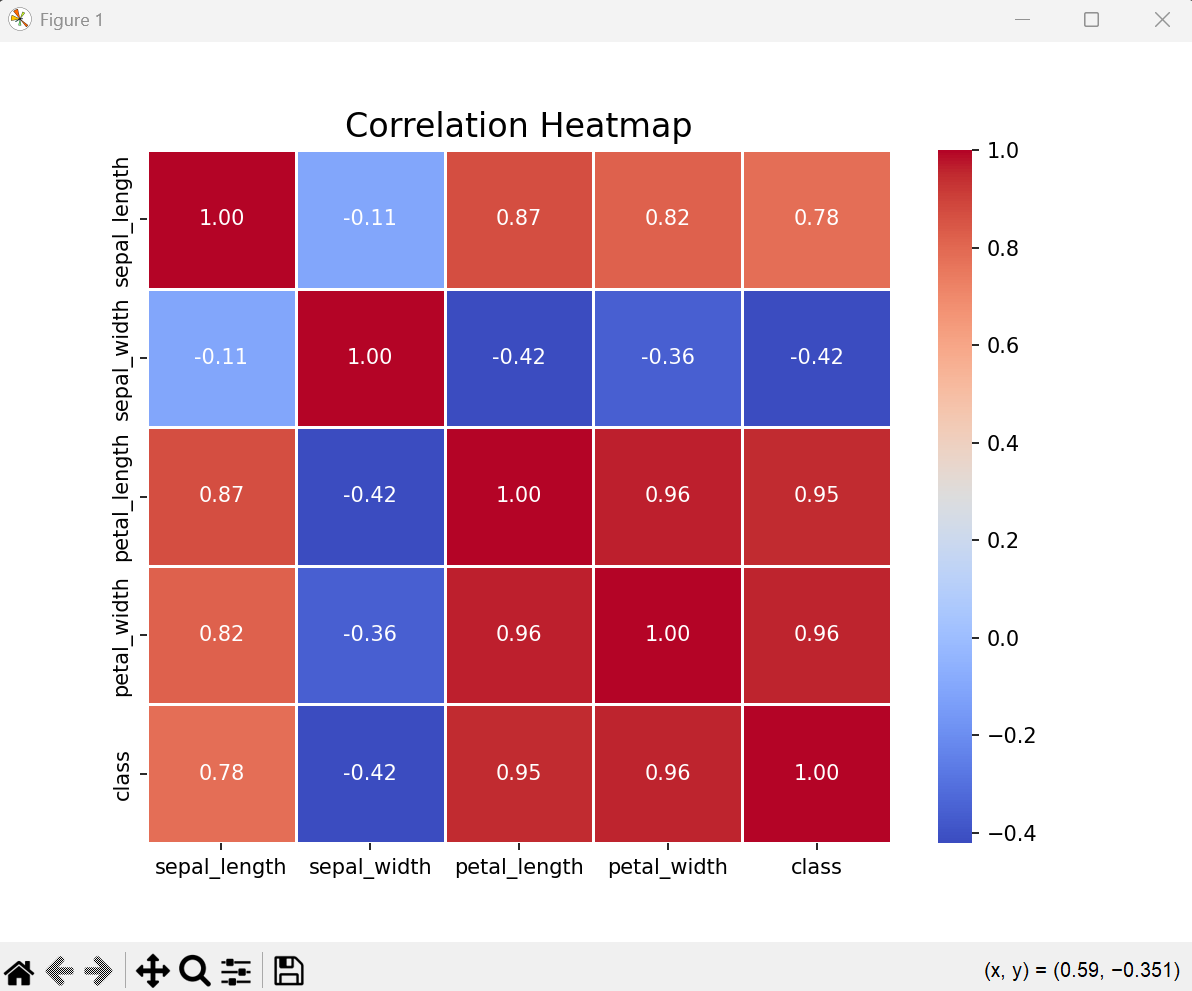 Figure 1
Correlation Heatmap
sepal_length 1.00 -0.11 0.87 0.82 0.78
sepal_width -0.11 1.00 -0.42 -0.36 -0.42
petal_length 0.87 -0.42 1.00 0.96 0.95
petal_width 0.82 -0.36 0.96 1.00 0.96
class 0.78 -0.42 0.95 0.96 1.00
sepal_length sepal_width petal_length petal_width class
1.0
0.8
0.6
0.4
0.2
0.0
−0.2
−0.4
(x, y) = (0.59, −0.351)